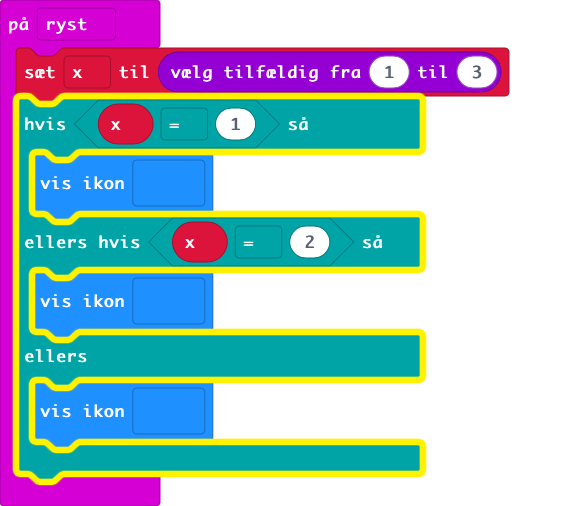 på ryst
sæt x til vælg tilfældig fra 1 til 3
hvis x = 1 så
vis ikon
ellers hvis x = 2 så
vis ikon
ellers
vis ikon